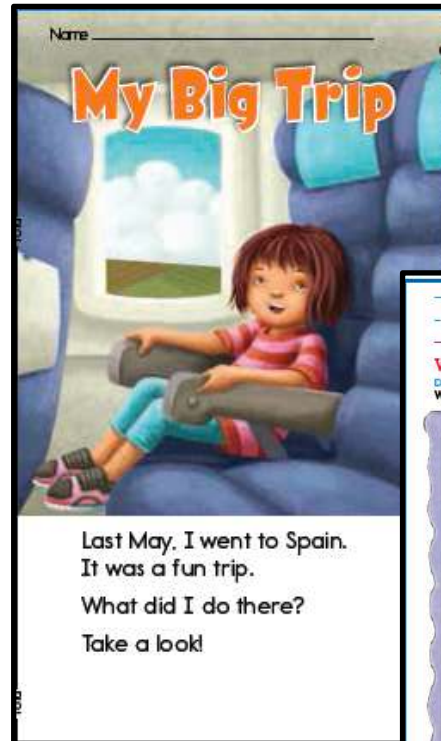 Name
My Big Trip
Last May, I went to Spain.
It was a fun trip.
What did I do there?
Take a look!